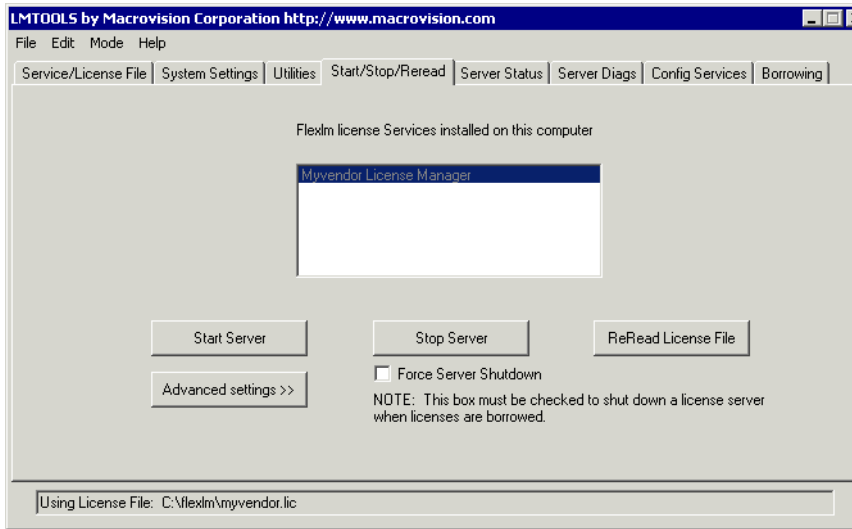 LMTOOLS by Macrovision Corporation http://www.macrovision.com
File Edit Mode Help
Service/License File System Settings Utilities Start/Stop/Reread Server Status Server Diags Config Services Borrowing
Flexlm license Services installed on this computer
Myvendor License Manager
Start Server Stop Server ReRead License File
Advanced settings >> Force Server Shutdown
NOTE: This box must be checked to shut down a license server
when licenses are borrowed.
Using License File: C:\flexlm\myvendor.lic